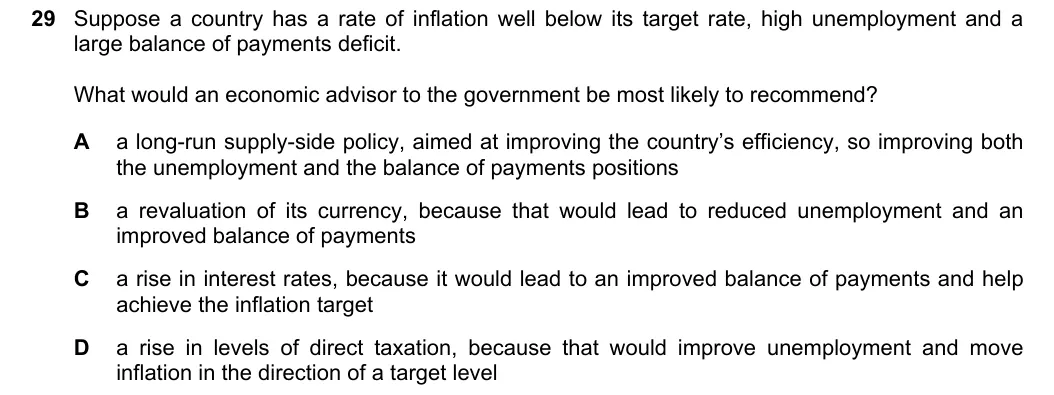 29 Suppose a country has a rate of inflation well below its target rate, high unemployment and a
large balance of payments deficit.
What would an economic advisor to the government be most likely to recommend?
A a long-run supply-side policy, aimed at improving the country's efficiency, so improving both
the unemployment and the balance of payments positions
B a revaluation of its currency, because that would lead to reduced unemployment and an
improved balance of payments
C a rise in interest rates, because it would lead to an improved balance of payments and help
achieve the inflation target
D a rise in levels of direct taxation, because that would improve unemployment and move
inflation in the direction of a target level